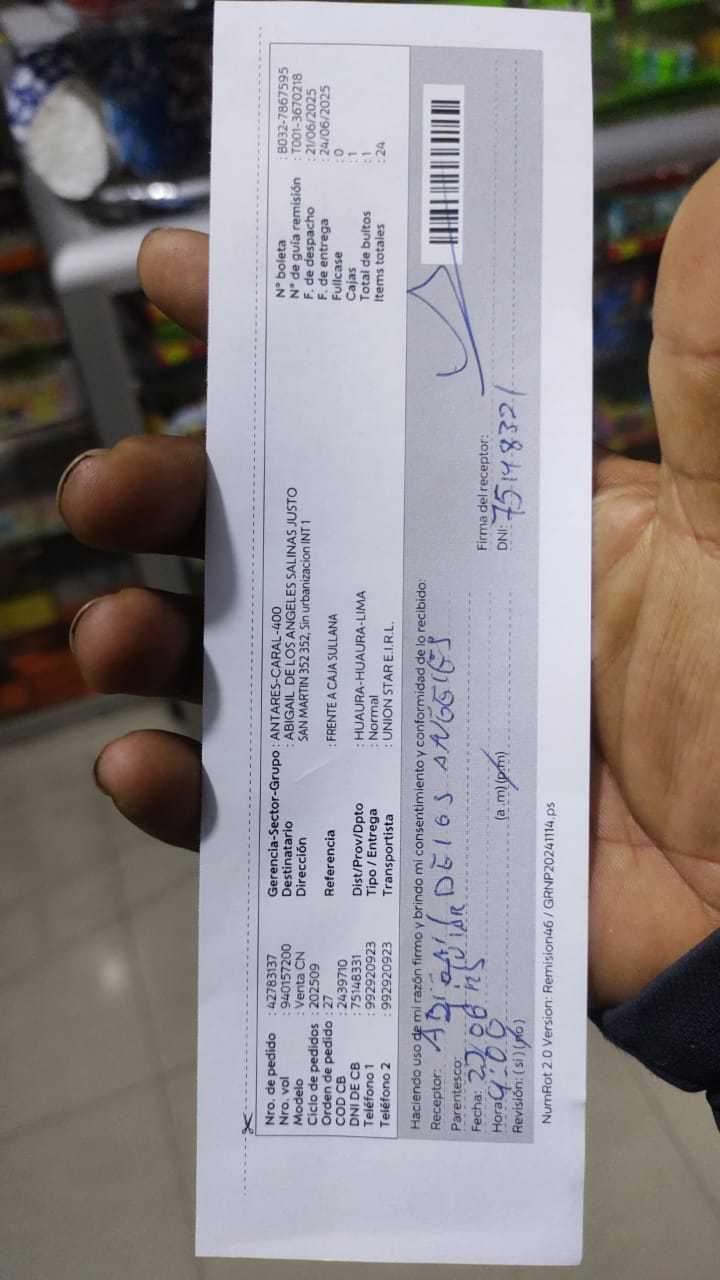 Nro. de pedido : 42783137
Nro. vol : 940157200
Modelo : Venta CN
Ciclo de pedidos : 202509
Orden de pedido : 27
COD CB : 2439710
DNI DE CB : 75148331
Teléfono 1 : 992920923
Teléfono 2 : 992920923
Gerencia-Sector-Grupo : ANTARES-CARAL-400
Destinatario : ABIGAIL DE LOS ANGELES SALINAS JUSTO
Dirección SAN MARTIN 352 352, Sin urbanizacion INT 1
Referencia : FRENTE A CAJA SULLANA
Dist/Prov/Dpto : HUAURA-HUAURA-LIMA
Tipo / Entrega : Normal
Transportista : UNION STAR E.I.R.L.
N° boleta : B032-7867595
N° de guía remisión : T001-3670218
F. de despacho : 21/06/2025
F. de entrega : 24/06/2025
Fullcase : 0
Cajas : 1
Total de bultos : 1
Items totales : 24
Haciendo uso de mi razón firmo y brindo mi consentimiento y conformidad de lo recibido:
Receptor: DE LOS ANGELES
Parentesco:
Fecha:
Hora: (a .m) (p.m)
Revisión: (si) (no)
Firma del receptor:
DNI: 75148321
NumRot 2.0 Version: Remision46 / GRNP20241114.ps